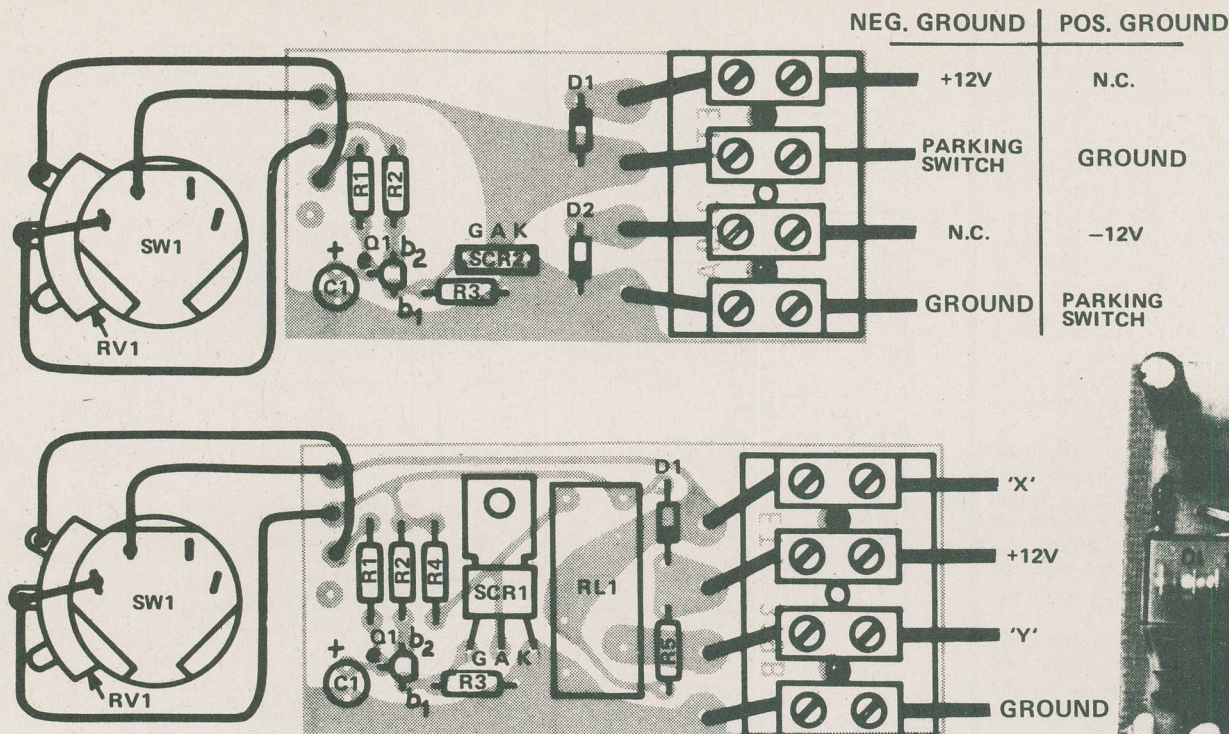 NEG. GROUND POS. GROUND
+12V N.C.
PARKING SWITCH GROUND
N.C. −12V
GROUND PARKING SWITCH
D1
R1 R2
SW1
D2
G A K
Q1 b2
SCR2
+
C1
R3
b1
RV1
D1
'X'
R1 R2 R4
+12V
SCR1
RL1
SW1
'Y'
Q1 b2
R5
G A K
+
C1
R3
b1
RV1
GROUND